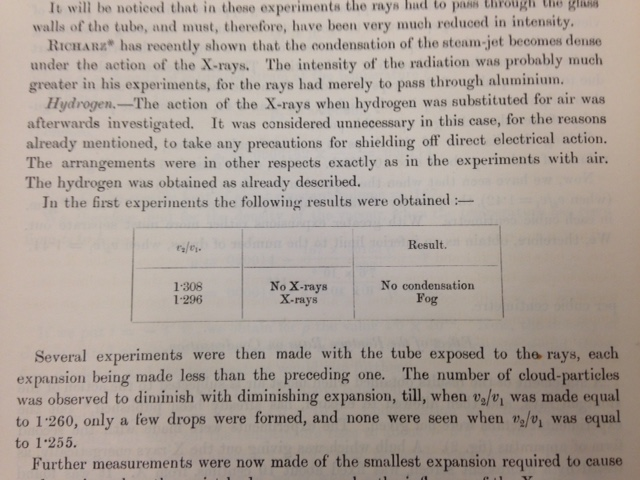 It will be noticed that in these experiments the rays had to pass through the glass
walls of the tube, and must, therefore, have been very much reduced in intensity.
RICHARZ* has recently shown that the condensation of the steam-jet becomes dense
under the action of the X-rays. The intensity of the radiation was probably much
greater in his experiments, for the rays had merely to pass through aluminium.
Hydrogen.—The action of the X-rays when hydrogen was substituted for air was
afterwards investigated. It was considered unnecessary in this case, for the reasons
already mentioned, to take any precautions for shielding off direct electrical action.
The arrangements were in other respects exactly as in the experiments with air.
The hydrogen was obtained as already described.
In the first experiments the following results were obtained :—
v₂/v₁. Result.
1·308 No X-rays No condensation
1·296 X-rays Fog
Several experiments were then made with the tube exposed to the rays, each
expansion being made less than the preceding one. The number of cloud-particles
was observed to diminish with diminishing expansion, till, when v₂/v₁ was made equal
to 1·260, only a few drops were formed, and none were seen when v₂/v₁ was equal
to 1·255.
Further measurements were now made of the smallest expansion required to cause